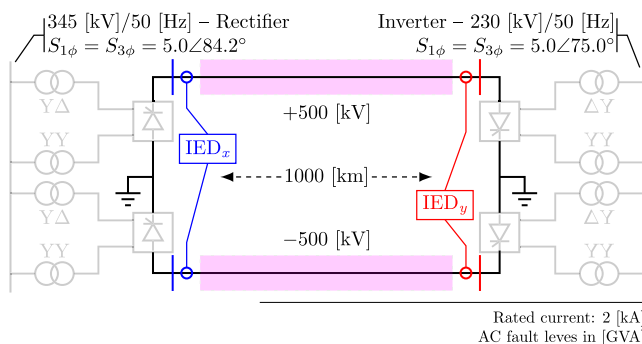 345 [kV]/50 [Hz] – Rectifier
S1ϕ = S3ϕ = 5.0∠84.2°
Inverter – 230 [kV]/50 [Hz]
S1ϕ = S3ϕ = 5.0∠75.0°
YΔ
ΔY
+500 [kV]
YY
YY
IEDx
1000 [km]
IEDy
YΔ
ΔY
−500 [kV]
YY
YY
Rated current: 2 [kA]
AC fault leves in [GVA]